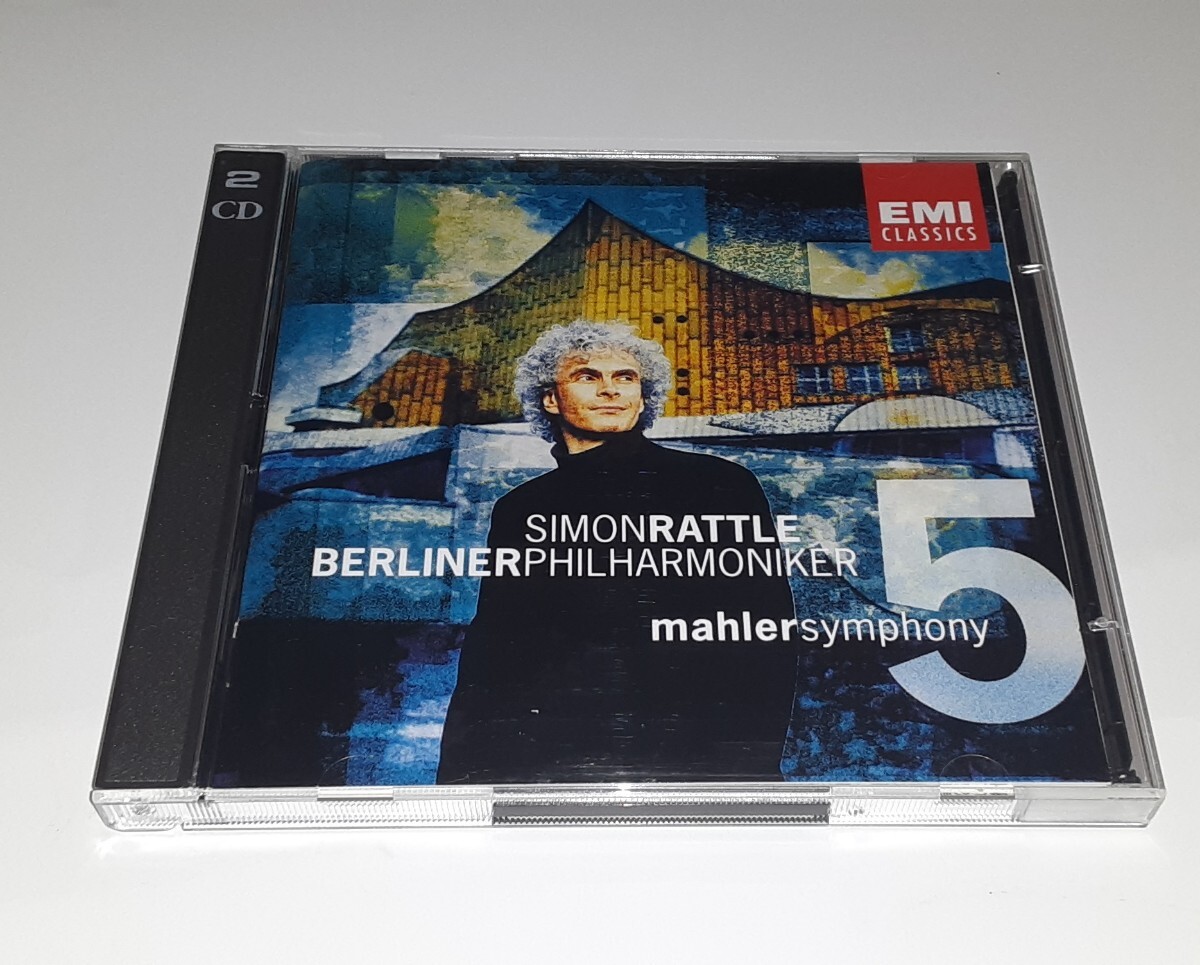 2
CD
EMI
CLASSICS
SIMONRATTLE
BERLINERPHILHARMONIKER
mahlersymphony
5